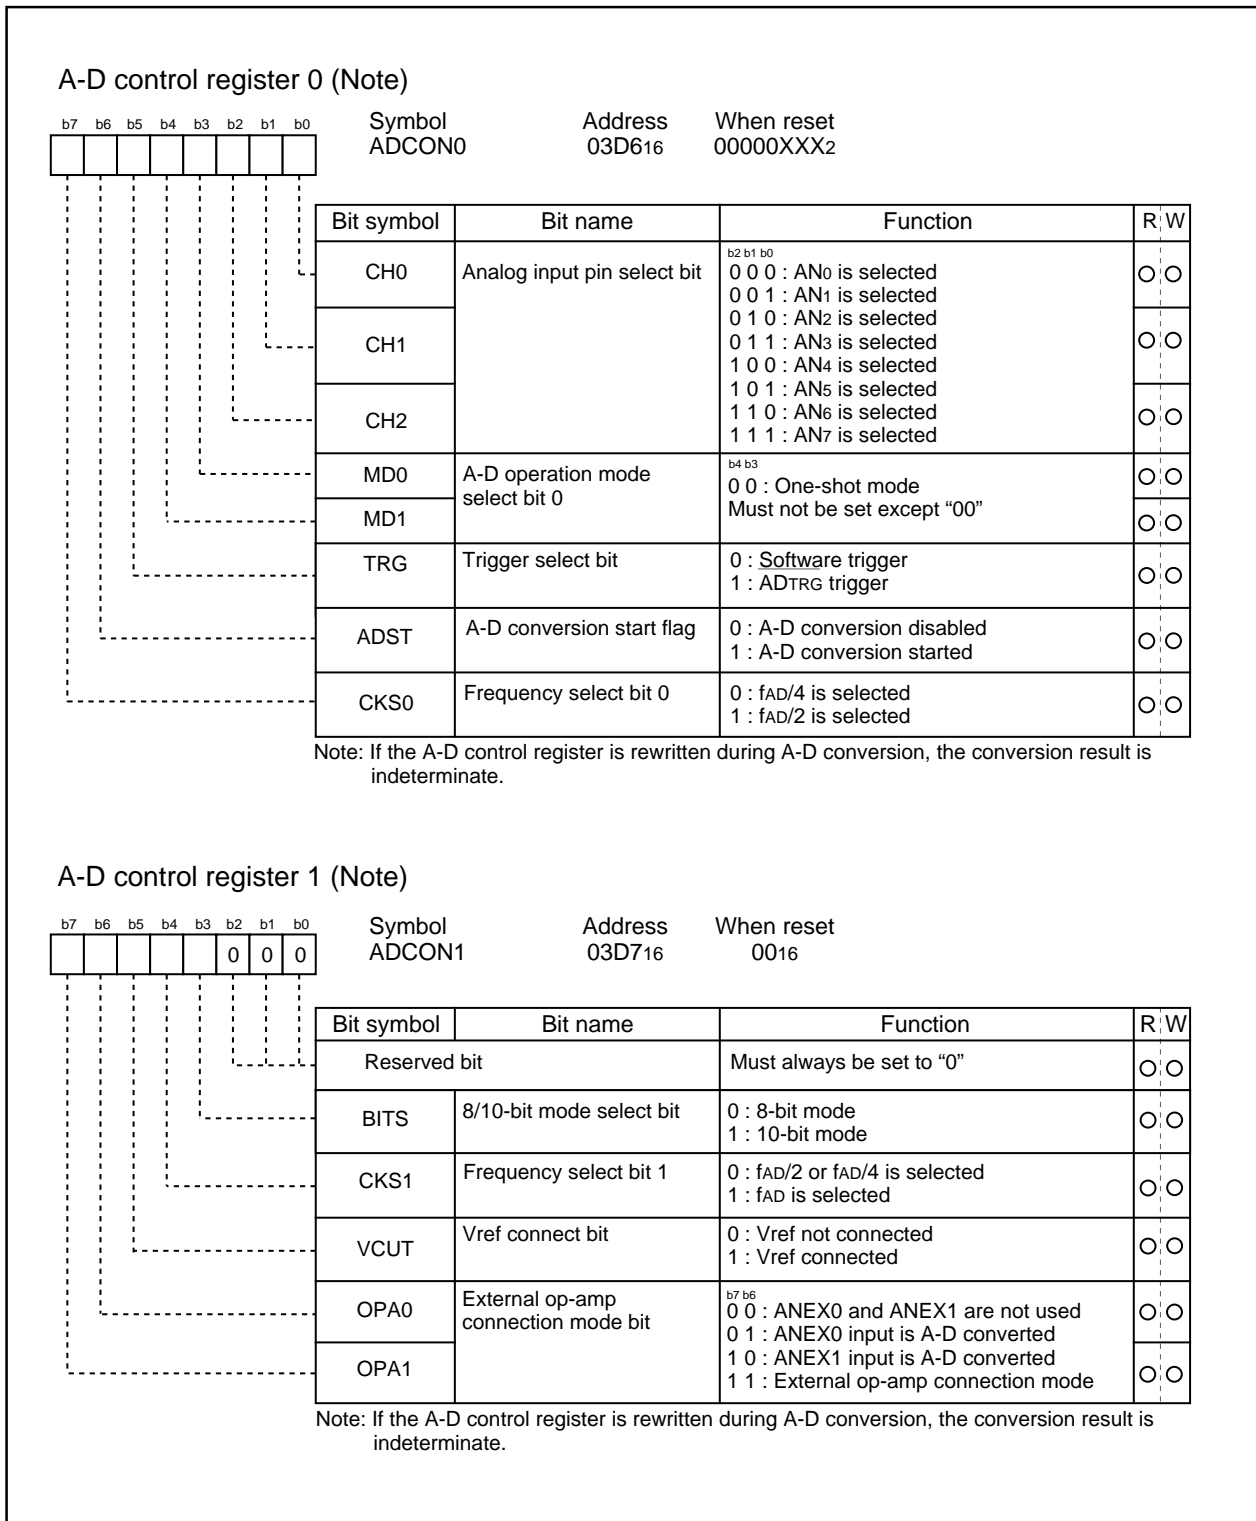 A-D control register 0 (Note)
b7 b6 b5 b4 b3 b2 b1 b0
Symbol Address When reset
ADCON0 03D616 00000XXX2
Bit symbol Bit name Function R W
CH0 Analog input pin select bit
b2 b1 b0
0 0 0 : AN0 is selected
0 0 1 : AN1 is selected
0 1 0 : AN2 is selected
CH1
0 1 1 : AN3 is selected
1 0 0 : AN4 is selected
1 0 1 : AN5 is selected
CH2
1 1 0 : AN6 is selected
1 1 1 : AN7 is selected
MD0 A-D operation mode
select bit 0
b4 b3
0 0 : One-shot mode
Must not be set except “00”
MD1
TRG Trigger select bit 0 : Software trigger
1 : ADTRG trigger
ADST A-D conversion start flag 0 : A-D conversion disabled
1 : A-D conversion started
CKS0 Frequency select bit 0 0 : fAD/4 is selected
1 : fAD/2 is selected
Note: If the A-D control register is rewritten during A-D conversion, the conversion result is
indeterminate.
A-D control register 1 (Note)
b7 b6 b5 b4 b3 b2 b1 b0
0 0 0
Symbol Address When reset
ADCON1 03D716 0016
Bit symbol Bit name Function R W
Reserved bit Must always be set to “0”
BITS 8/10-bit mode select bit 0 : 8-bit mode
1 : 10-bit mode
CKS1 Frequency select bit 1 0 : fAD/2 or fAD/4 is selected
1 : fAD is selected
VCUT Vref connect bit 0 : Vref not connected
1 : Vref connected
OPA0 External op-amp
connection mode bit
b7 b6
0 0 : ANEX0 and ANEX1 are not used
0 1 : ANEX0 input is A-D converted
OPA1
1 0 : ANEX1 input is A-D converted
1 1 : External op-amp connection mode
Note: If the A-D control register is rewritten during A-D conversion, the conversion result is
indeterminate.